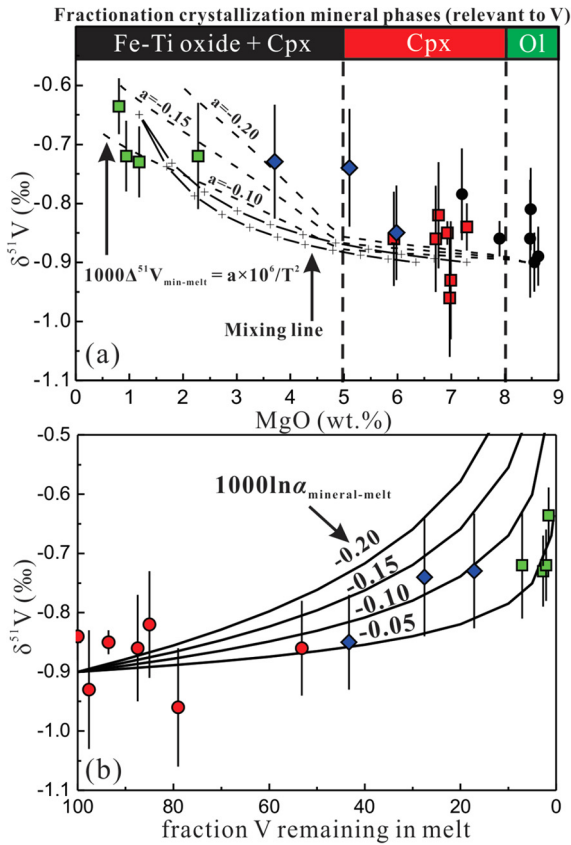 Fractionation crystallization mineral phases (relevant to V)
Fe-Ti oxide + Cpx Cpx Ol
-0.6
-0.7
-0.8
-0.9
-1.0
-1.1
δ⁵¹V (‰)
a=-0.15
a=-0.20
a=-0.10
1000Δ⁵¹Vmin-melt = a×10⁶/T²
Mixing line
(a)
0 1 2 3 4 5 6 7 8 9
MgO (wt.%)
-0.5
-0.6
-0.7
-0.8
-0.9
-1.0
-1.1
δ⁵¹V (‰)
1000lnαmineral-melt
-0.20
-0.15
-0.10
-0.05
(b)
100 80 60 40 20 0
fraction V remaining in melt